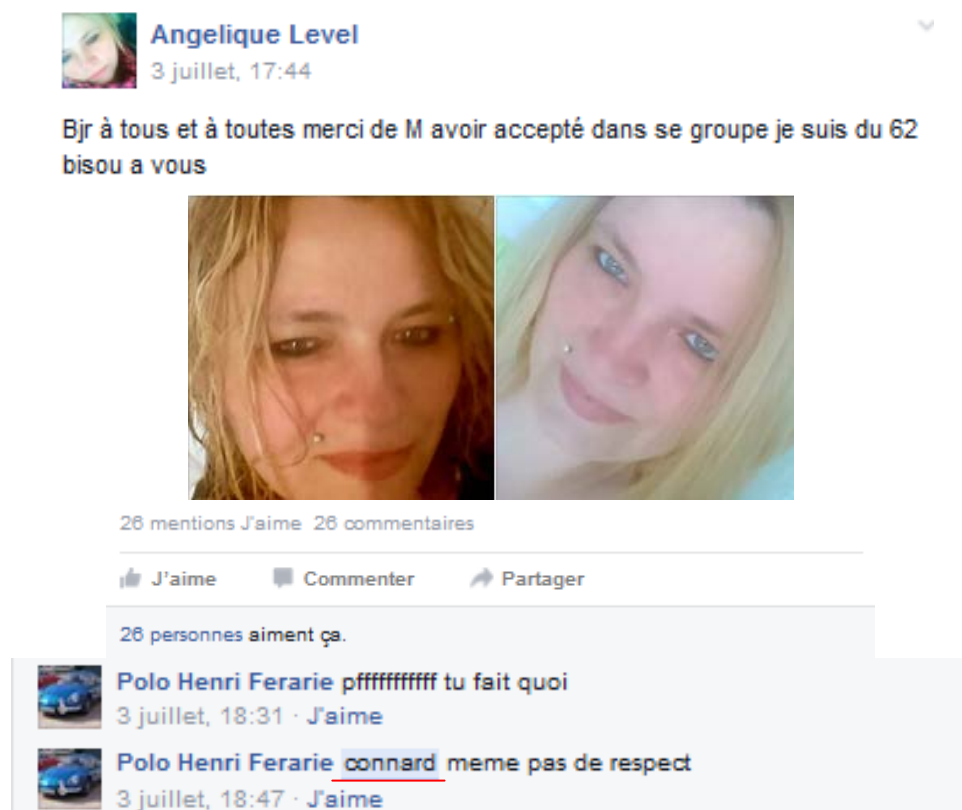 Angelique Level
3 juillet, 17:44
Bjr à tous et à toutes merci de M avoir accepté dans se groupe je suis du 62
bisou a vous
26 mentions J'aime 26 commentaires
J'aime Commenter Partager
26 personnes aiment ça.
Polo Henri Ferarie pfffffffffff tu fait quoi
3 juillet, 18:31 · J'aime
Polo Henri Ferarie connard meme pas de respect
3 juillet, 18:47 · J'aime